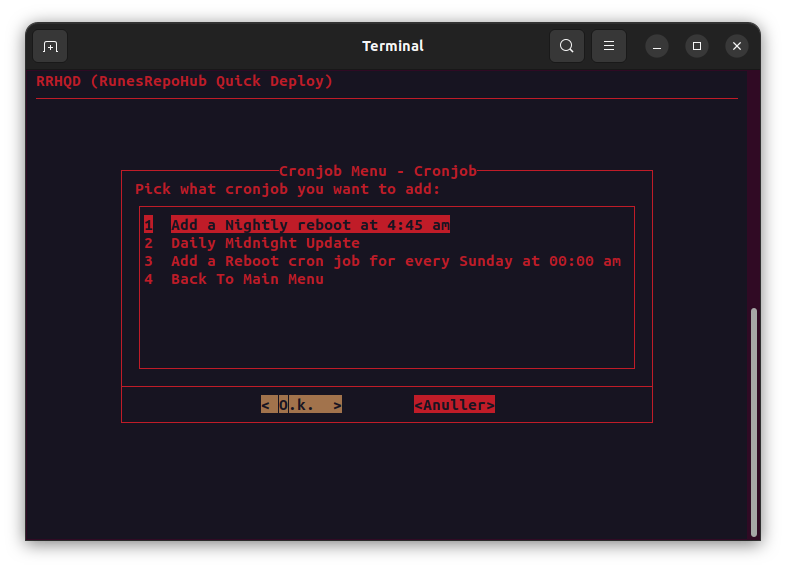 Terminal
RRHQD (RunesRepoHub Quick Deploy)
Cronjob Menu - Cronjob
Pick what cronjob you want to add:
1 Add a Nightly reboot at 4:45 am
2 Daily Midnight Update
3 Add a Reboot cron job for every Sunday at 00:00 am
4 Back To Main Menu
< O.k. > <Anuller>